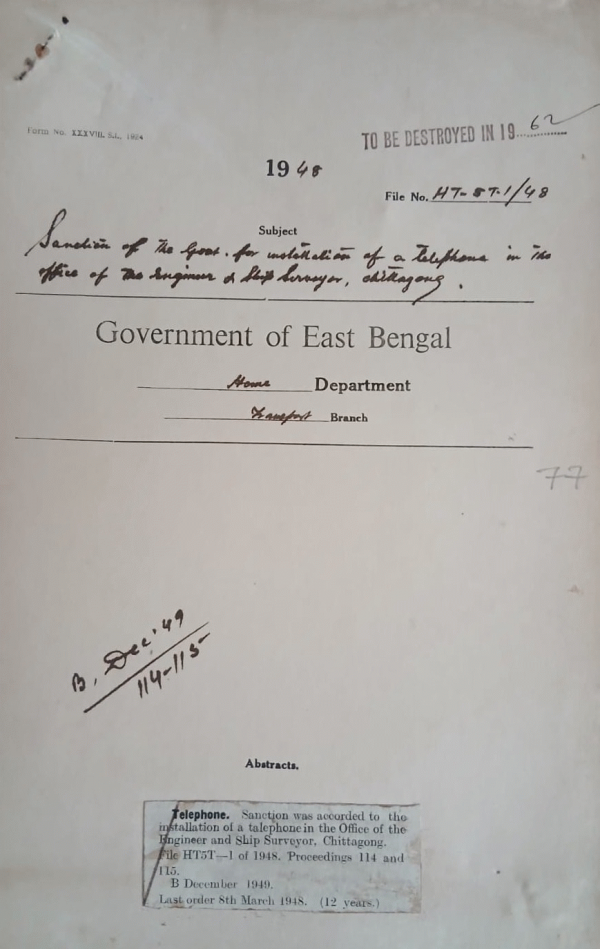 Form No. XXXVIII. S.I., 1924
TO BE DESTROYED IN 19 62
19 48
File No. HT-5T-1/48
Subject
Sanction of the Govt. for installation of a telephone in the
office of the Engineer & Ship Surveyor, Chittagong.
Government of East Bengal
Home Department
Transport Branch
77
B, Dec' 49
114-115
Abstracts.
Telephone. Sanction was accorded to the
installation of a talephone in the Office of the
Engineer and Ship Surveyor, Chittagong.
File HT5T—1 of 1948. Proceedings 114 and
115.
B December 1949.
Last order 8th March 1948. (12 years.)